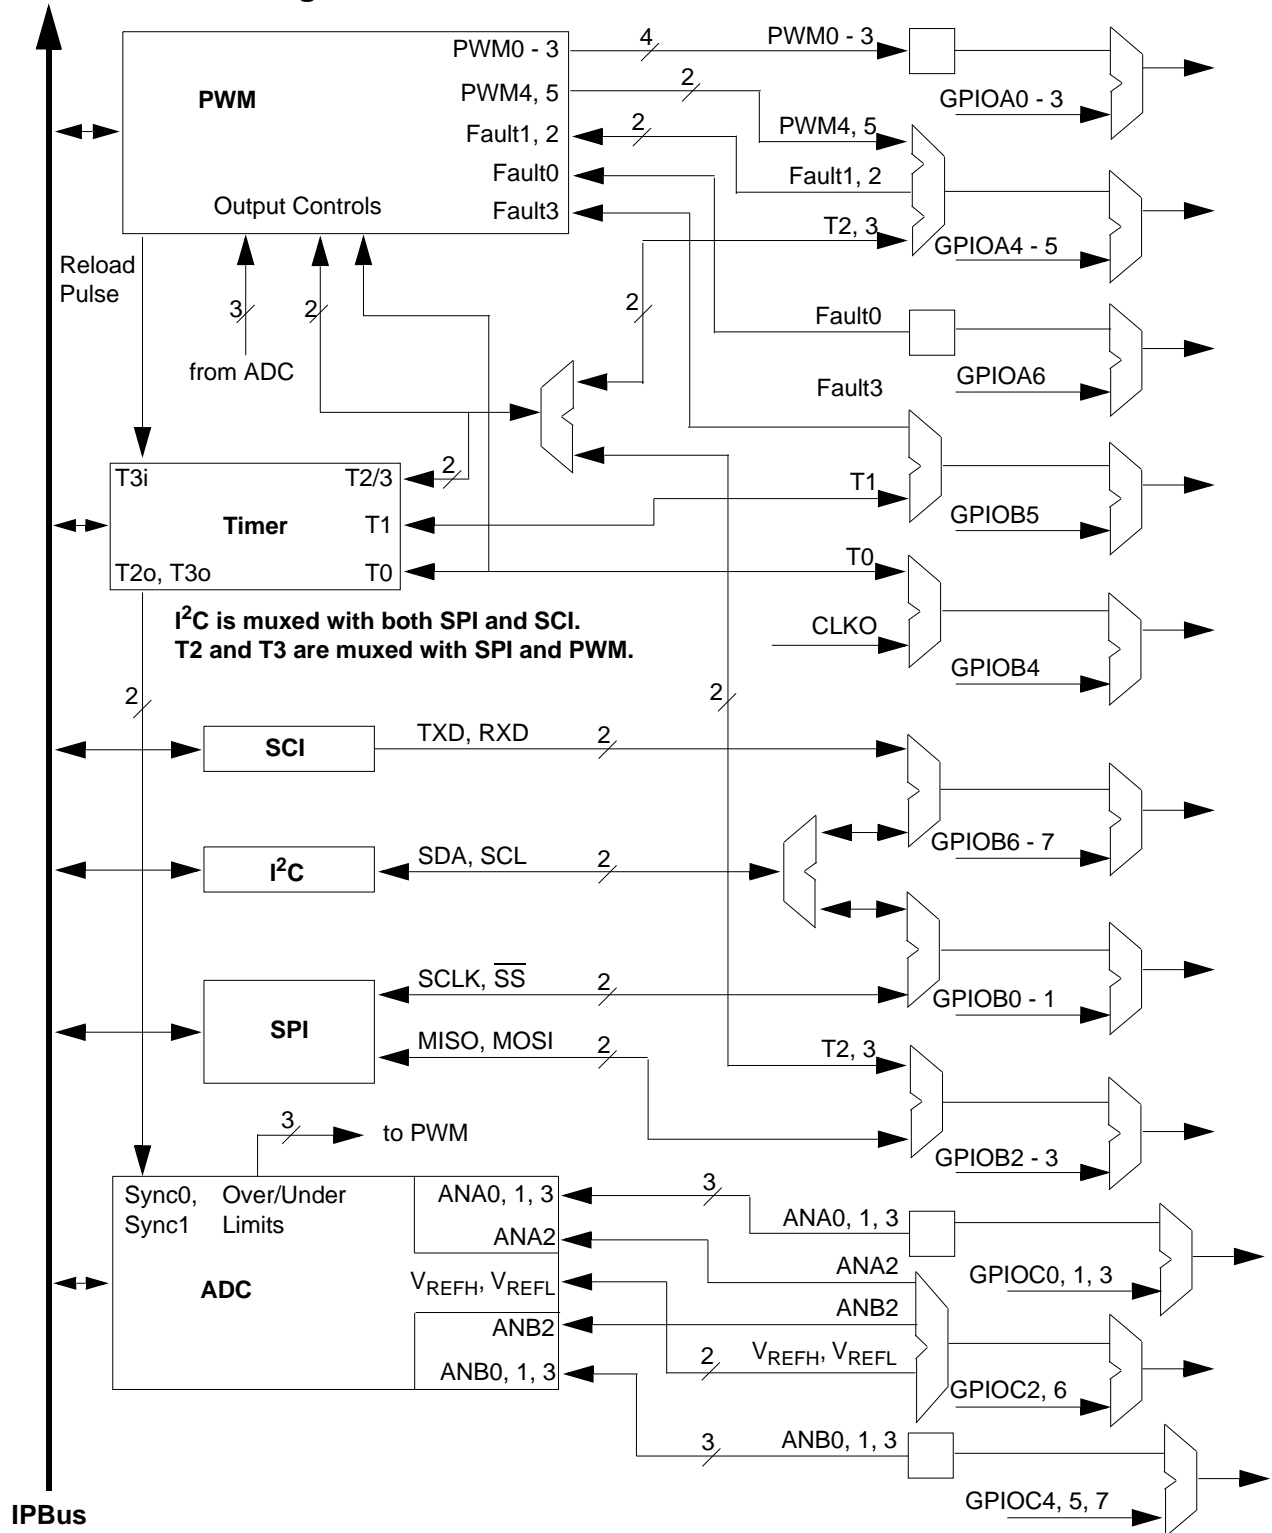 PWM0 - 3
4
PWM0 - 3
PWM
PWM4, 5
2
GPIOA0 - 3
Fault1, 2
2
PWM4, 5
Fault0
Fault1, 2
Output Controls
Fault3
T2, 3
GPIOA4 - 5
Reload
Pulse
3
2
2
Fault0
from ADC
GPIOA6
Fault3
T3i
T2/3
2
T1
Timer
T1
GPIOB5
T2o, T3o
T0
T0
I2C is muxed with both SPI and SCI.
T2 and T3 are muxed with SPI and PWM.
CLKO
GPIOB4
2
2
SCI
TXD, RXD
2
GPIOB6 - 7
I2C
SDA, SCL
2
SCLK, SS
2
GPIOB0 - 1
SPI
MISO, MOSI
2
T2, 3
3
to PWM
GPIOB2 - 3
Sync0,
Sync1
Over/Under
Limits
ANA0, 1, 3
3
ANA0, 1, 3
ANA2
ANA2
GPIOC0, 1, 3
ADC
VREFH, VREFL
ANB2
ANB2
2
VREFH, VREFL
ANB0, 1, 3
GPIOC2, 6
3
ANB0, 1, 3
GPIOC4, 5, 7
IPBus